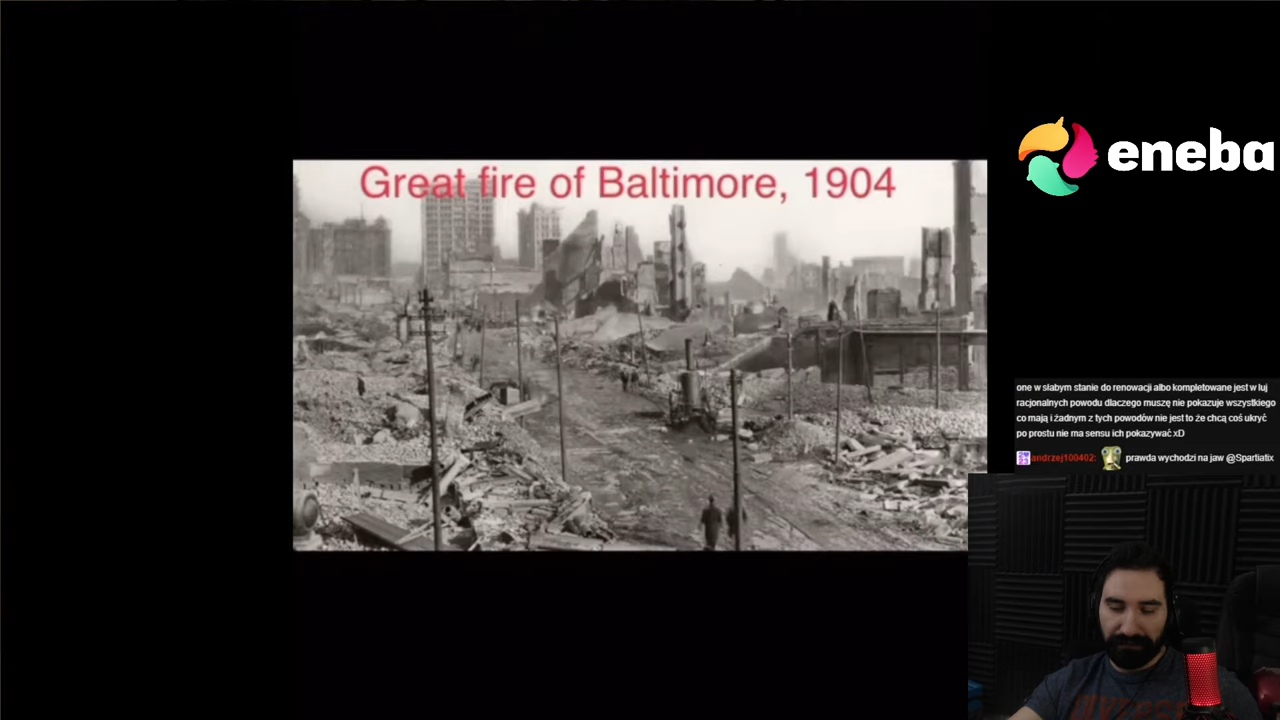 Great fire of Baltimore, 1904
eneba
one w słabym stanie do renowacji albo kompletowane jest w luj
racjonalnych powodu dlaczego muszę nie pokazuje wszystkiego
co mają i żadnym z tych powodów nie jest to że chcą coś ukryć
po prostu nie ma sensu ich pokazywać xD
andrzej100402: prawda wychodzi na jaw @Spartiatix